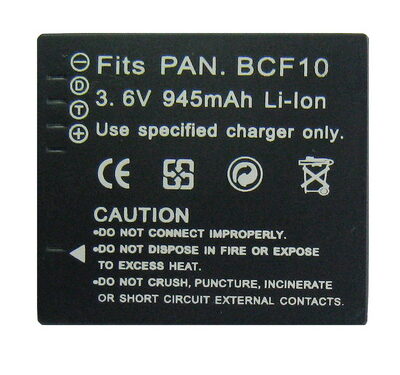 Fits PAN. BCF10
D
3. 6V 945mAh Li-Ion
T
Use specified charger only.
CE
CAUTION
•DO NOT CONNECT IMPROPERLY.
•DO NOT DISPOSE IN FIRE OR EXPOSE
TO EXCESS HEAT.
•DO NOT CRUSH, PUNCTURE, INCINERATE
OR SHORT CIRCUIT EXTERNAL CONTACTS.